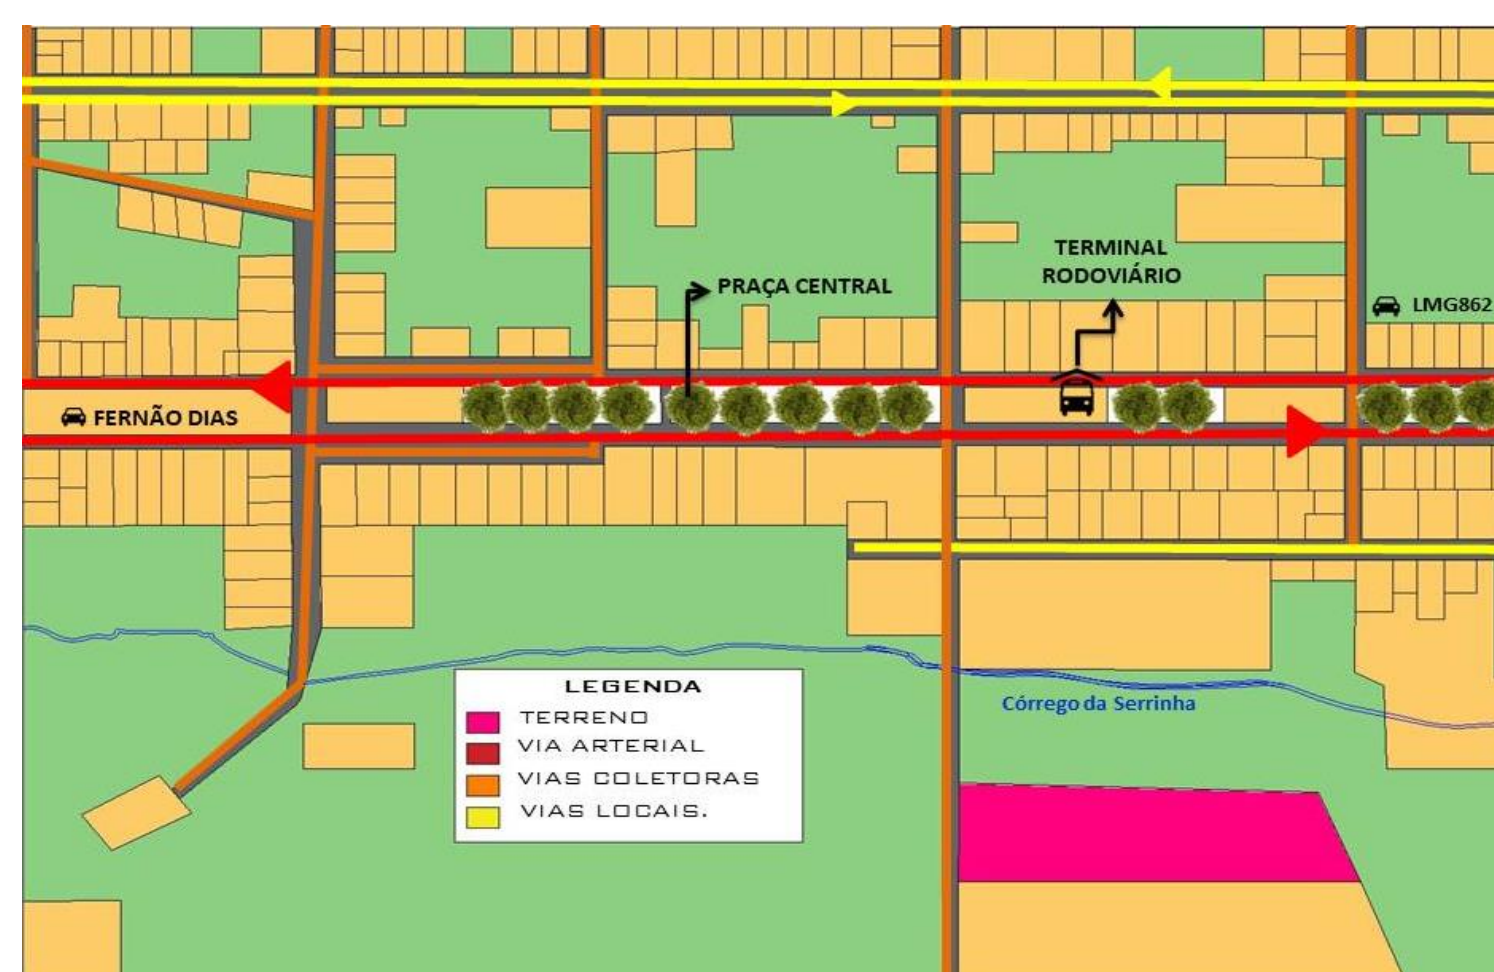 TERMINAL
RODOVIÁRIO
PRAÇA CENTRAL
LMG862
FERNÃO DIAS
Córrego da Serrinha
LEGENDA
TERRENO
VIA ARTERIAL
VIAS COLETORAS
VIAS LOCAIS.